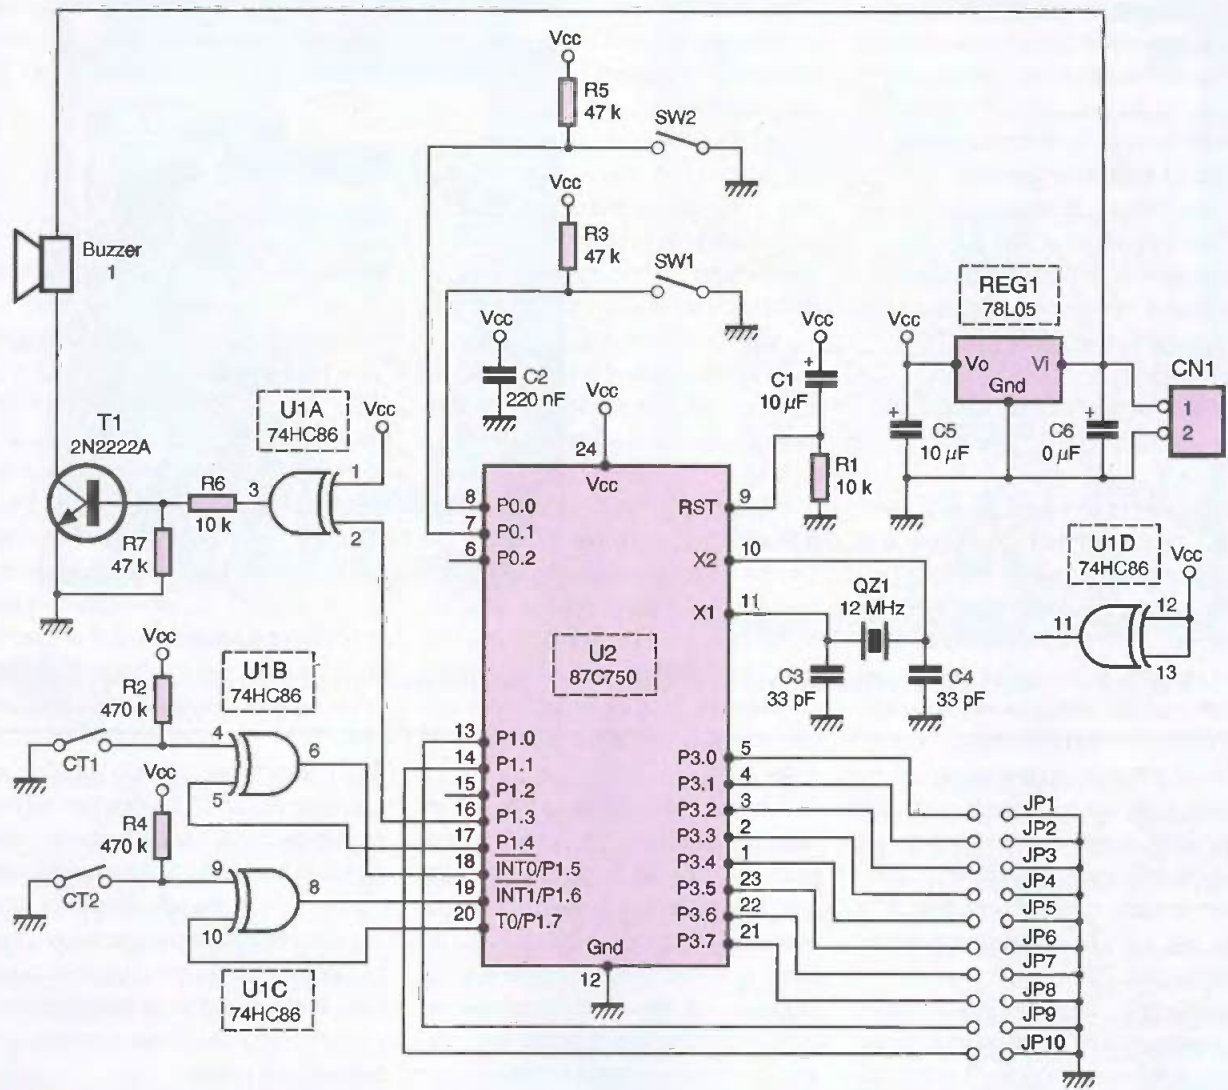 Vcc
R5
47 k
SW2
Vcc
R3
47 k
SW1
Buzzer
1
REG1
78L05
Vcc
Vcc
Vcc
Vo
Vi
Gnd
CN1
1
2
C2
220 nF
Vcc
C1
+
10 µF
+
C5
10 µF
+
C6
0 µF
T1
2N2222A
U1A
74HC86
Vcc
R6
10 k
3
1
2
R7
47 k
24
Vcc
R1
10 k
8
P0.0
7
P0.1
6
P0.2
RST
9
X2
10
X1
11
QZ1
12 MHz
C3
33 pF
C4
33 pF
U1D
74HC86
Vcc
11
12
13
U2
87C750
Vcc
R2
470 k
U1B
74HC86
CT1
4
5
6
Vcc
R4
470 k
CT2
9
10
8
U1C
74HC86
13
P1.0
14
P1.1
15
P1.2
16
P1.3
17
P1.4
18
INT0/P1.5
19
INT1/P1.6
20
T0/P1.7
Gnd
12
P3.0
5
P3.1
4
P3.2
3
P3.3
2
P3.4
1
P3.5
23
P3.6
22
P3.7
21
JP1
JP2
JP3
JP4
JP5
JP6
JP7
JP8
JP9
JP10